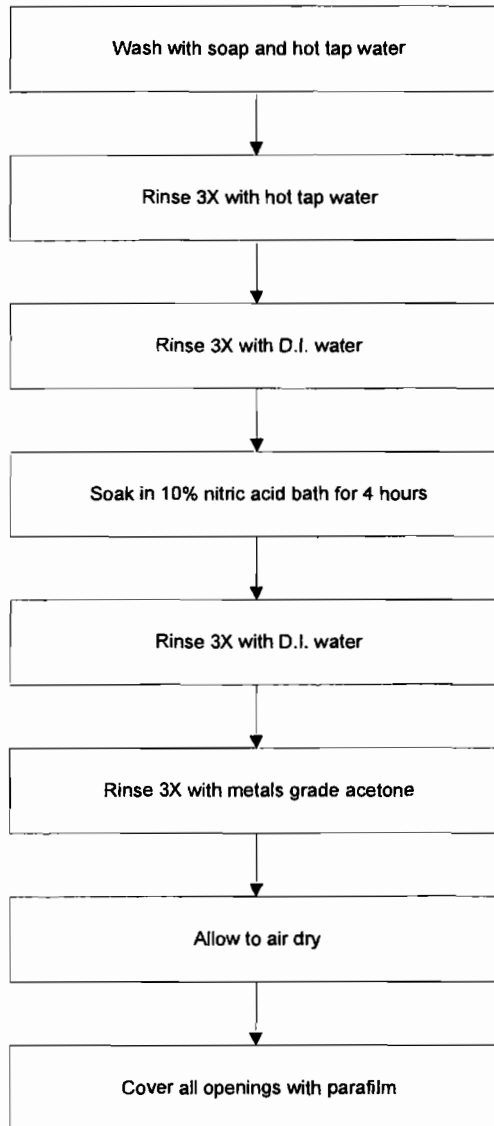 Wash with soap and hot tap water
Rinse 3X with hot tap water
Rinse 3X with D.I. water
Soak in 10% nitric acid bath for 4 hours
Rinse 3X with D.I. water
Rinse 3X with metals grade acetone
Allow to air dry
Cover all openings with parafilm